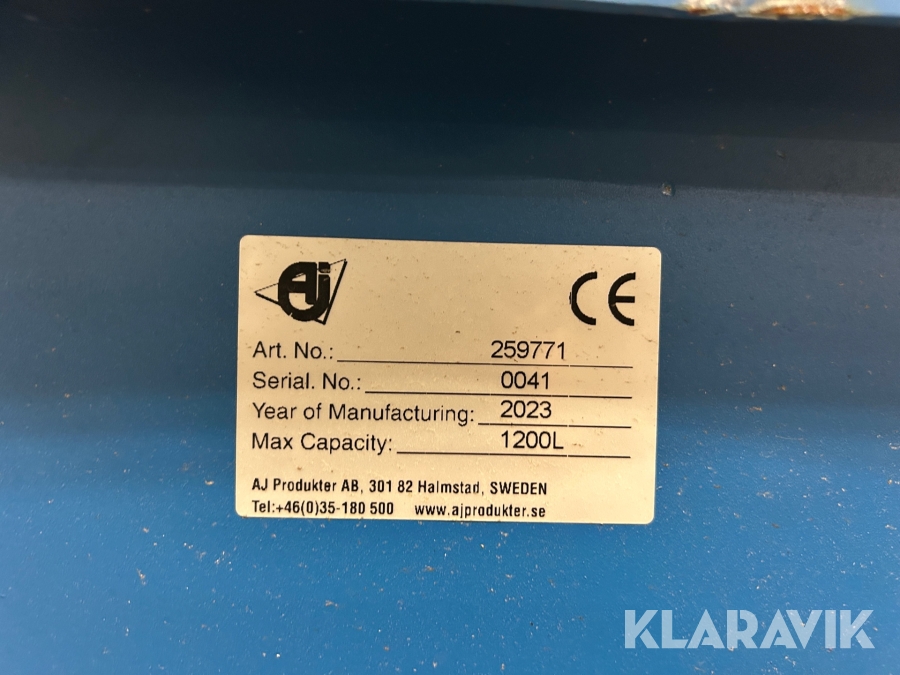 AJ
CE
Art. No.: 259771
Serial. No.: 0041
Year of Manufacturing: 2023
Max Capacity: 1200L
AJ Produkter AB, 301 82 Halmstad, SWEDEN
Tel:+46(0)35-180 500 www.ajprodukter.se
KLARAVIK